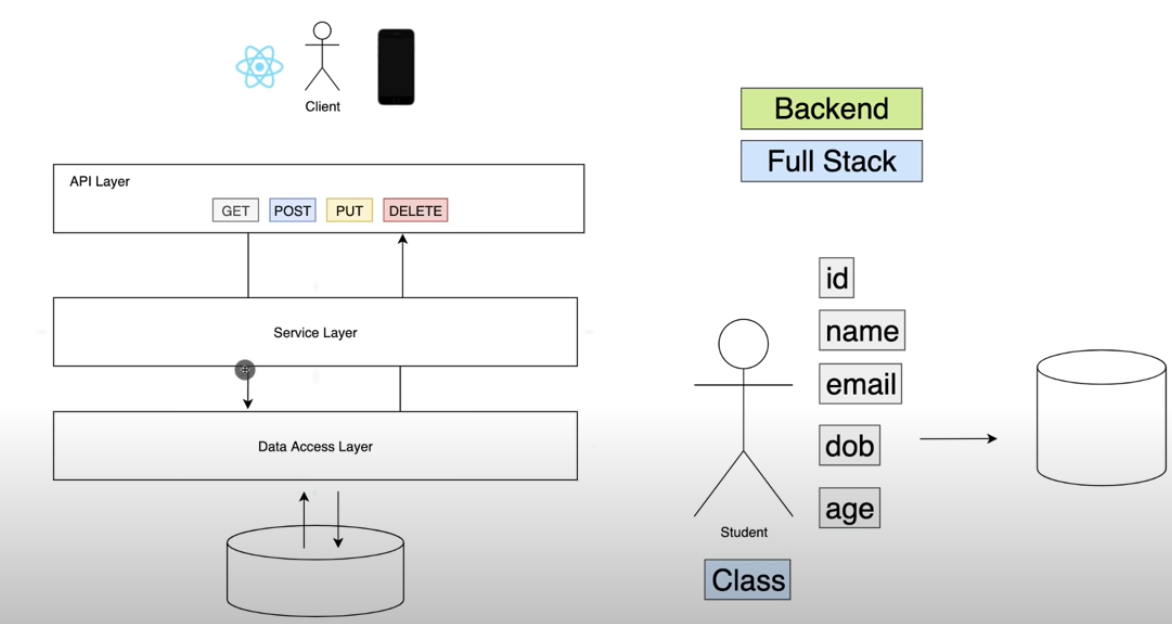 Client
API Layer
GET POST PUT DELETE
Service Layer
Data Access Layer
Backend
Full Stack
id
name
email
dob
age
Student
Class